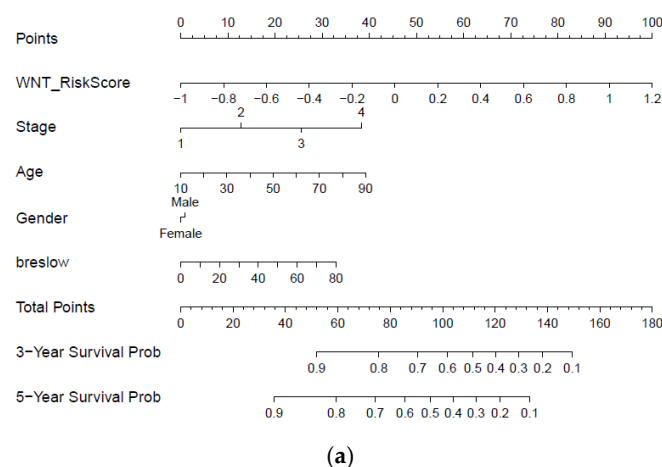 Points 0 10 20 30 40 50 60 70 80 90 100
WNT_RiskScore
−1 −0.8 −0.6 −0.4 −0.2 0 0.2 0.4 0.6 0.8 1 1.2
2 4
Stage
1 3
Age
10 30 50 70 90
Male
Gender
Female
breslow
0 20 40 60 80
Total Points
0 20 40 60 80 100 120 140 160 180
3−Year Survival Prob
0.9 0.8 0.7 0.6 0.5 0.4 0.3 0.2 0.1
5−Year Survival Prob
0.9 0.8 0.7 0.6 0.5 0.4 0.3 0.2 0.1
(a)